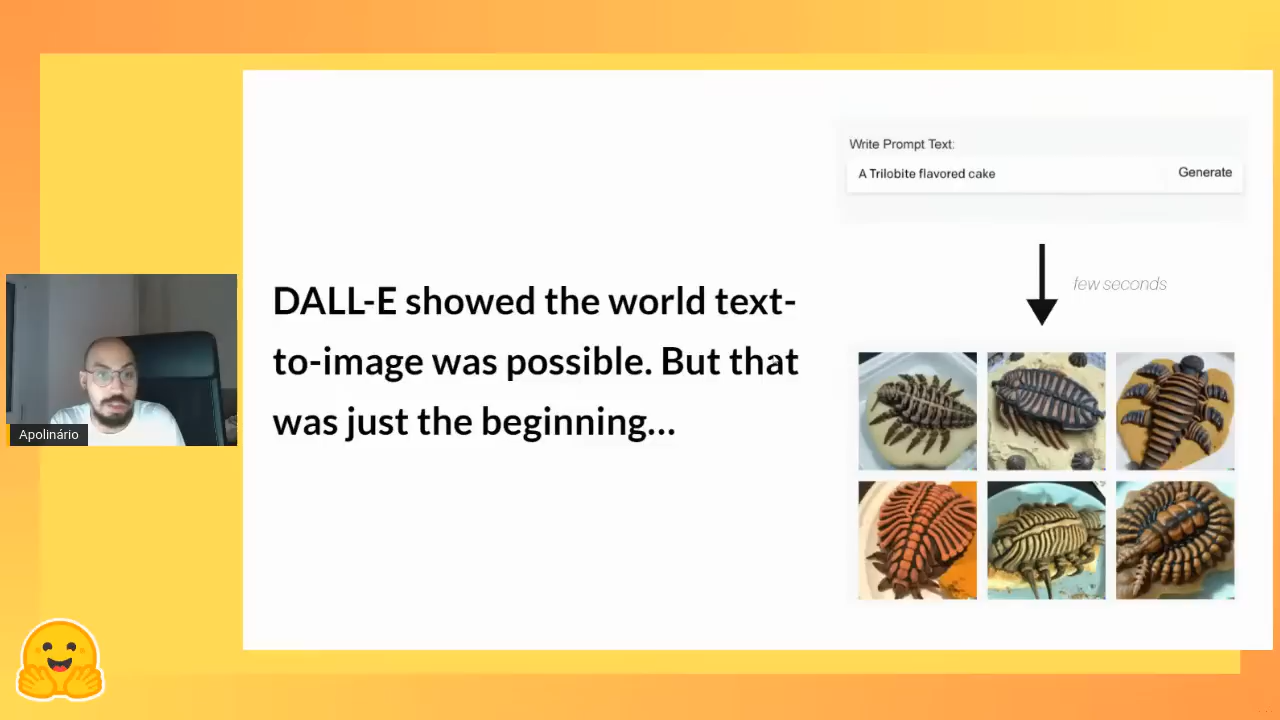 Write Prompt Text:
A Trilobite flavored cake
Generate
few seconds
DALL-E showed the world text-
to-image was possible. But that
was just the beginning...
Apolinário